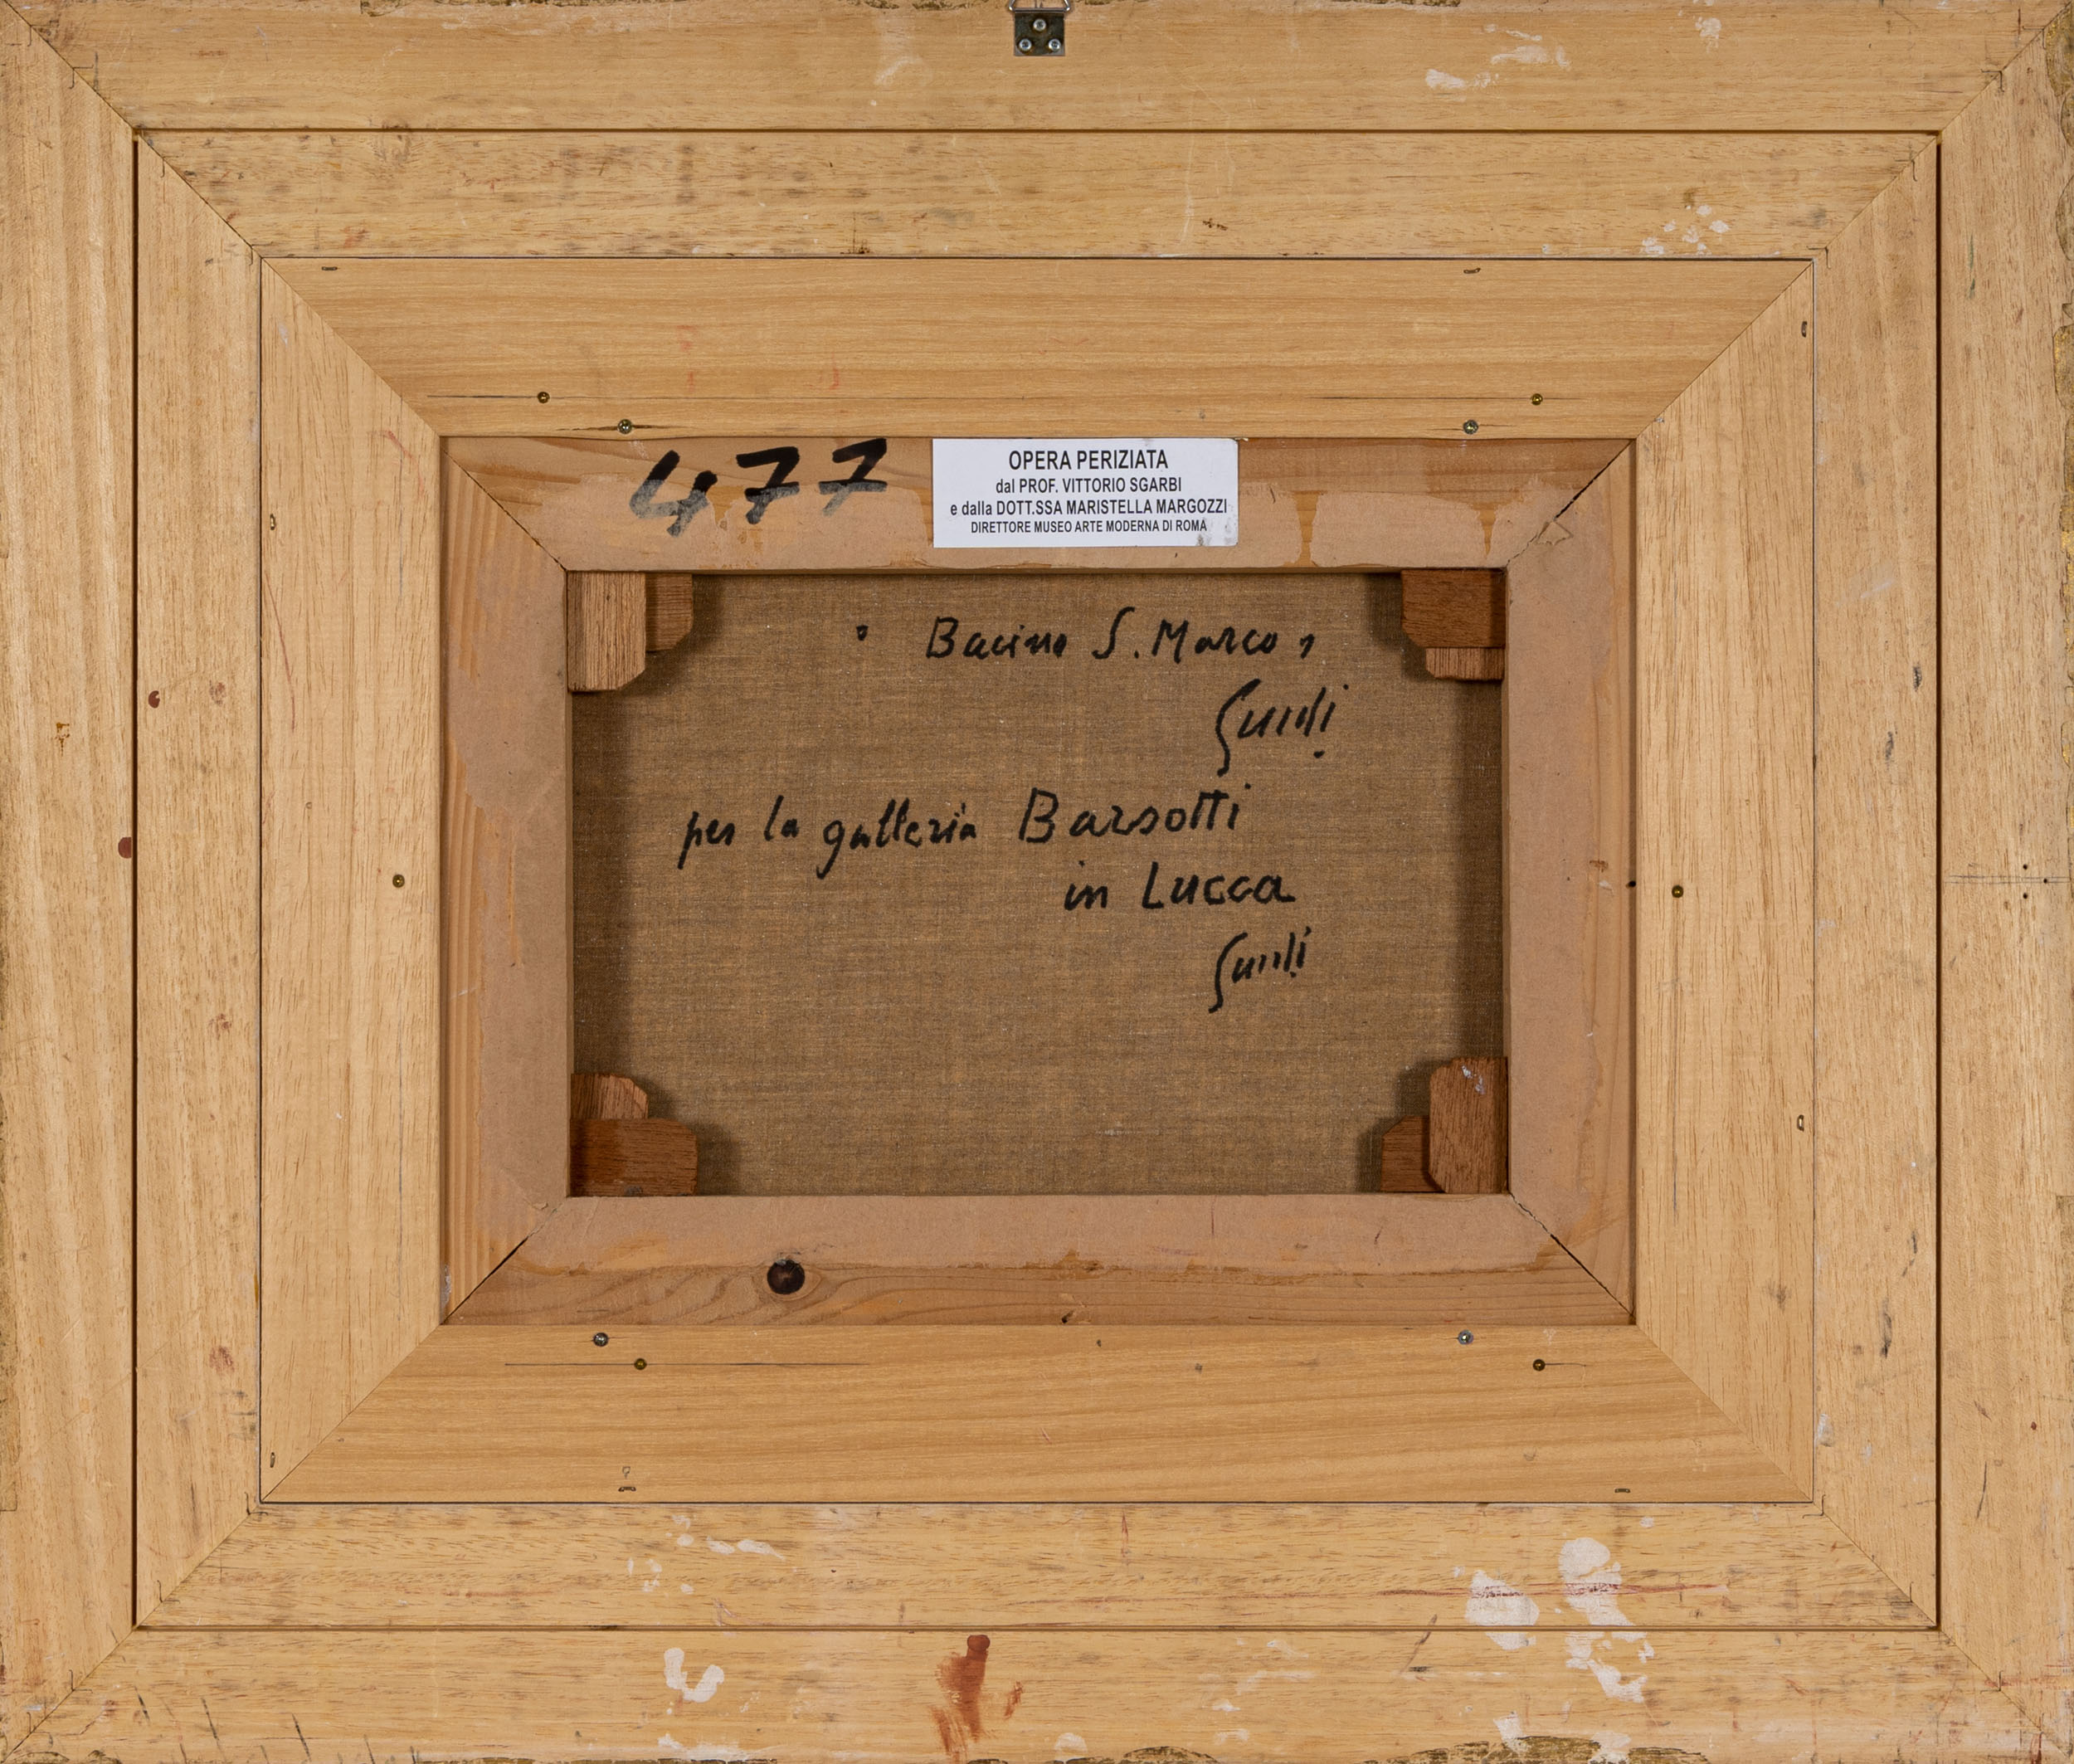 477
OPERA PERIZIATA
dal PROF. VITTORIO SGARBI
e dalla DOTT.SSA MARISTELLA MARGOZZI
DIRETTORE MUSEO ARTE MODERNA DI ROMA
" Bacino S. Marco "
Guidi
per la galleria Barsotti
in Lucca
Guidi